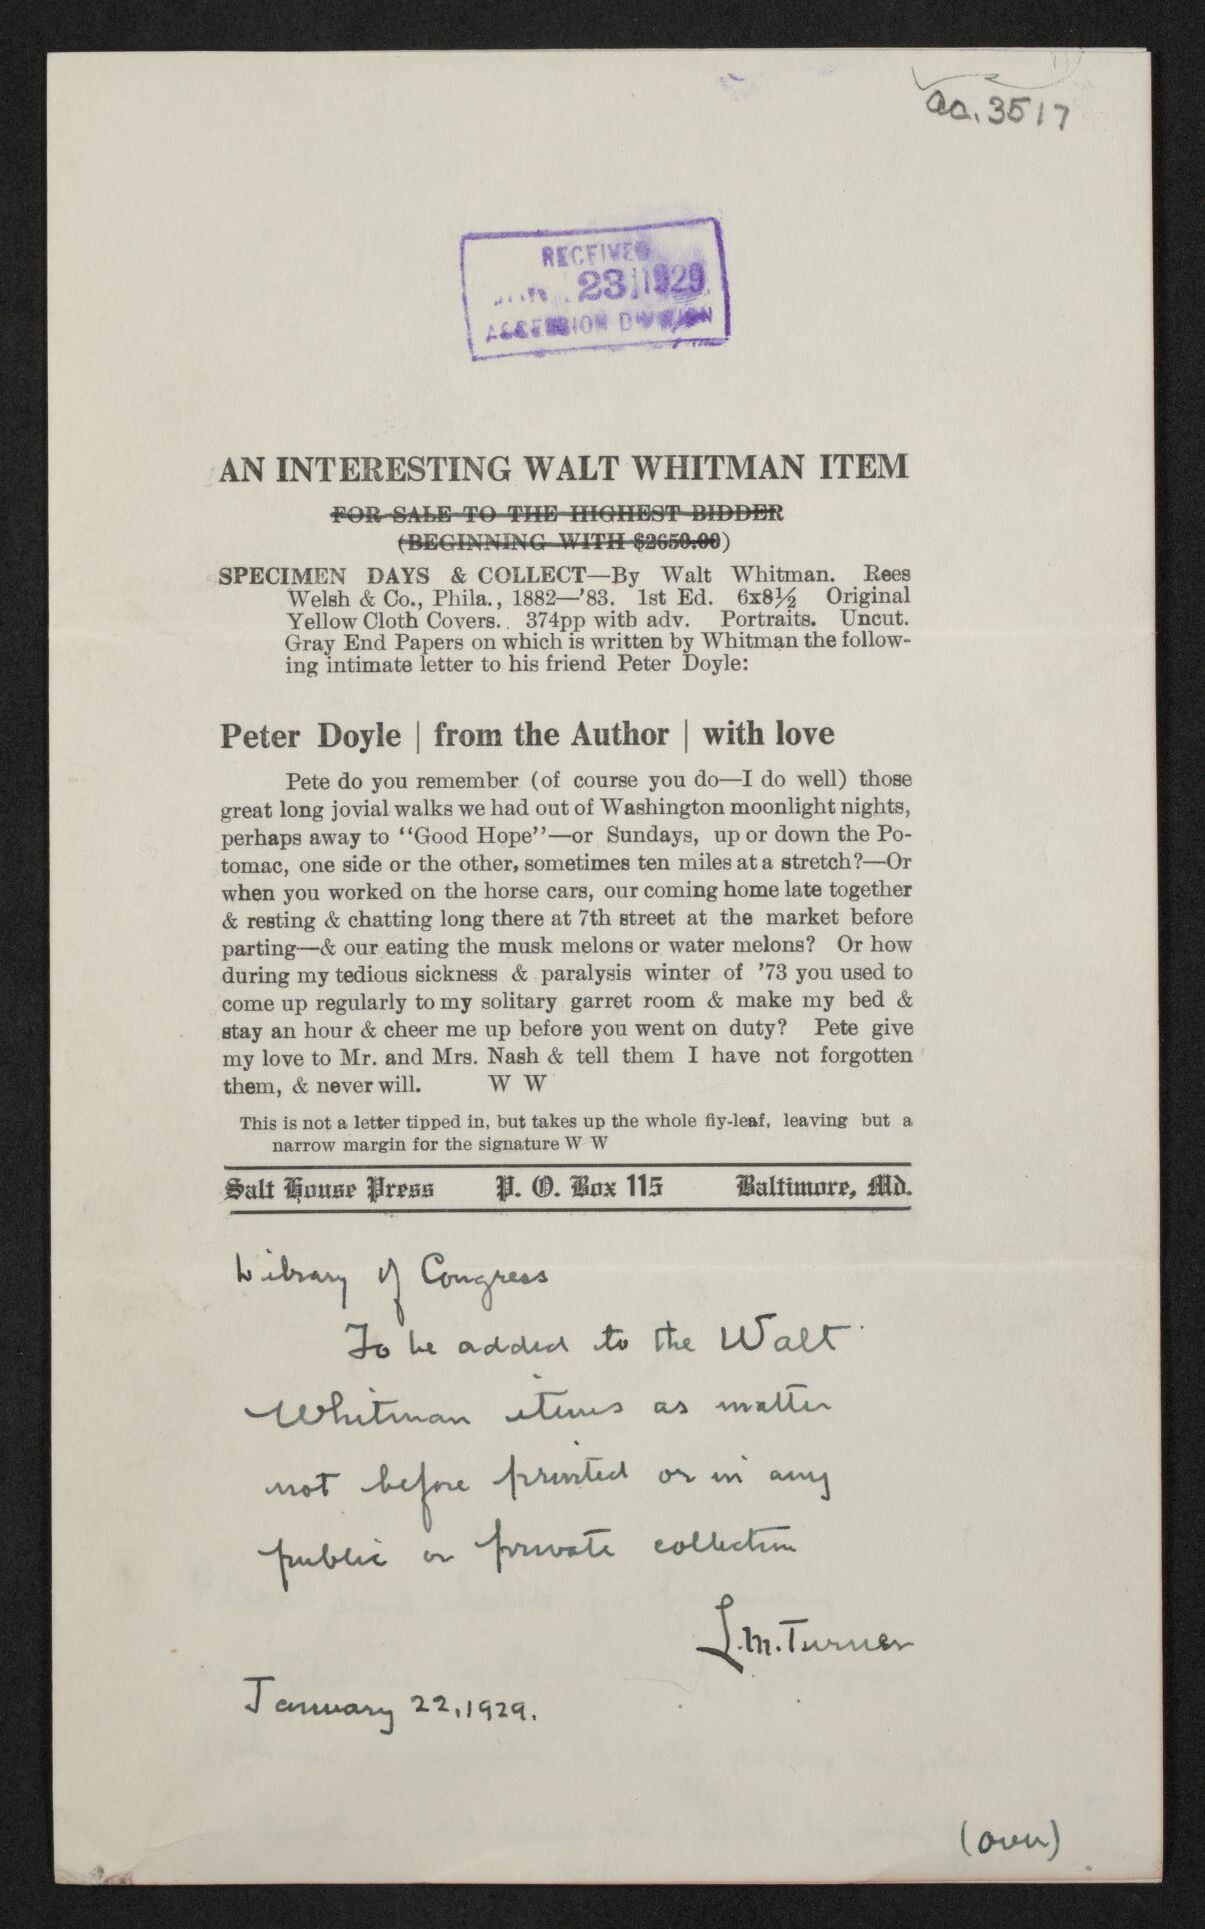 ac. 3517
RECEIVED
JAN 23 1929
ACCESSION DIVISION
AN INTERESTING WALT WHITMAN ITEM
FOR SALE TO THE HIGHEST BIDDER
(BEGINNING WITH $2650.00)
SPECIMEN DAYS & COLLECT—By Walt Whitman. Rees
Welsh & Co., Phila., 1882—'83. 1st Ed. 6x8½ Original
Yellow Cloth Covers. . 374pp with adv. Portraits. Uncut.
Gray End Papers on which is written by Whitman the follow-
ing intimate letter to his friend Peter Doyle:
Peter Doyle | from the Author | with love
Pete do you remember (of course you do—I do well) those
great long jovial walks we had out of Washington moonlight nights,
perhaps away to "Good Hope"—or Sundays, up or down the Po-
tomac, one side or the other, sometimes ten miles at a stretch?—Or
when you worked on the horse cars, our coming home late together
& resting & chatting long there at 7th street at the market before
parting—& our eating the musk melons or water melons? Or how
during my tedious sickness & paralysis winter of '73 you used to
come up regularly to my solitary garret room & make my bed &
stay an hour & cheer me up before you went on duty? Pete give
my love to Mr. and Mrs. Nash & tell them I have not forgotten
them, & never will. W W
This is not a letter tipped in, but takes up the whole fly-leaf, leaving but a
narrow margin for the signature W W
Salt House Press P. O. Box 115 Baltimore, Md.
Library of Congress
To be added to the Walt
Whitman items as matter
not before printed or in any
public or private collection
L.M. Turner
January 22, 1929.
(over)